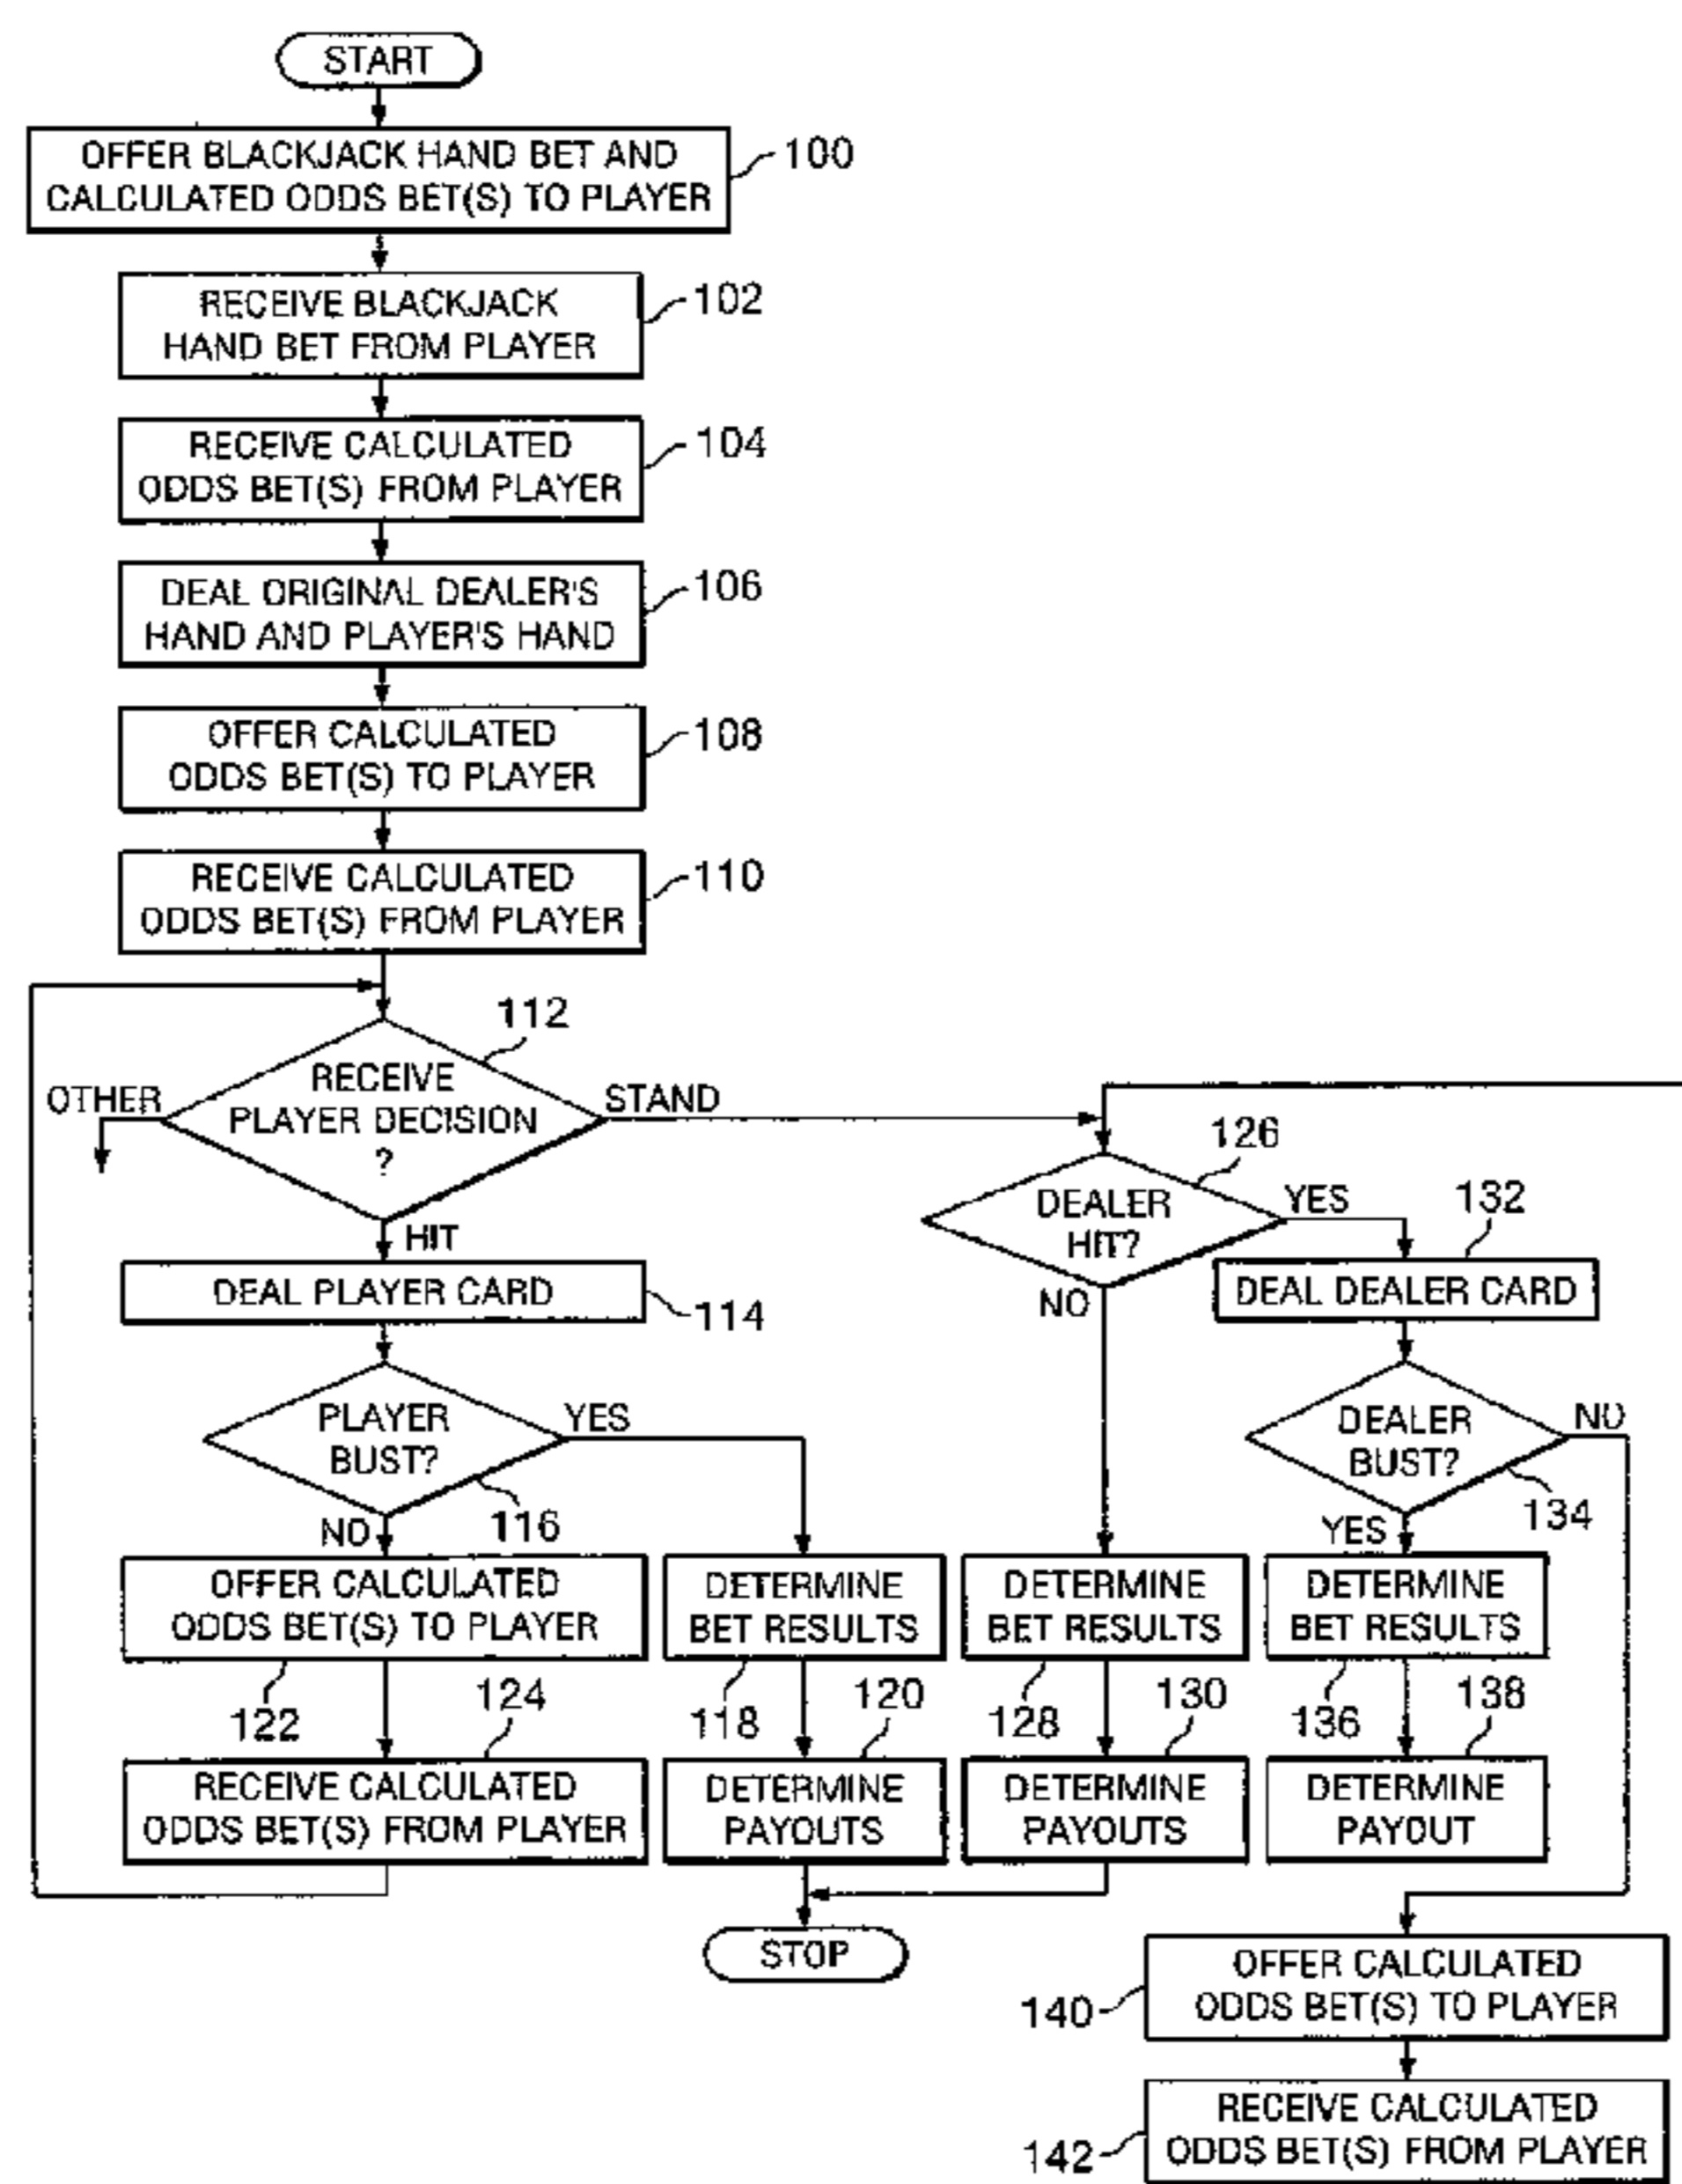 START
OFFER BLACKJACK HAND BET AND
CALCULATED ODDS BET(S) TO PLAYER
100
RECEIVE BLACKJACK
HAND BET FROM PLAYER
102
RECEIVE CALCULATED
ODDS BET(S) FROM PLAYER
104
DEAL ORIGINAL DEALER'S
HAND AND PLAYER'S HAND
106
OFFER CALCULATED
ODDS BET(S) TO PLAYER
108
RECEIVE CALCULATED
ODDS BET(S) FROM PLAYER
110
112
RECEIVE
PLAYER DECISION
?
OTHER
STAND
HIT
DEAL PLAYER CARD
114
PLAYER
BUST?
YES
NO
116
OFFER CALCULATED
ODDS BET(S) TO PLAYER
122
124
RECEIVE CALCULATED
ODDS BET(S) FROM PLAYER
DETERMINE
BET RESULTS
118
120
DETERMINE
PAYOUTS
STOP
126
DEALER
HIT?
YES
NO
DETERMINE
BET RESULTS
128
130
DETERMINE
PAYOUTS
132
DEAL DEALER CARD
DEALER
BUST?
NO
YES
134
DETERMINE
BET RESULTS
136
138
DETERMINE
PAYOUT
OFFER CALCULATED
ODDS BET(S) TO PLAYER
140
RECEIVE CALCULATED
ODDS BET(S) FROM PLAYER
142